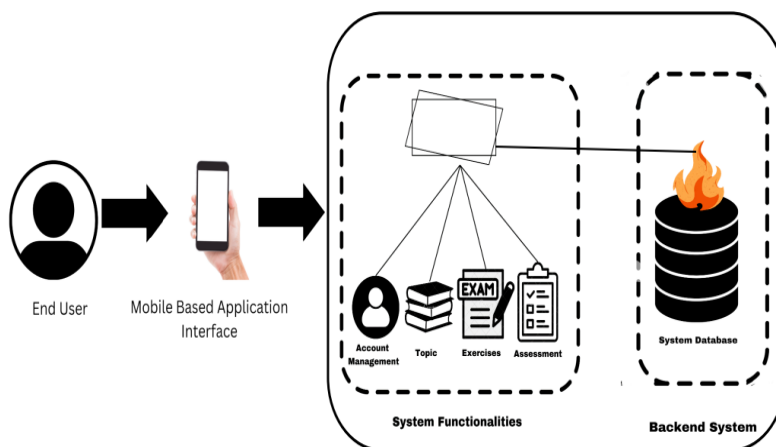 End User
Mobile Based Application
Interface
EXAM
Account
Management
Topic
Exercises
Assessment
System Functionalities
System Database
Backend System